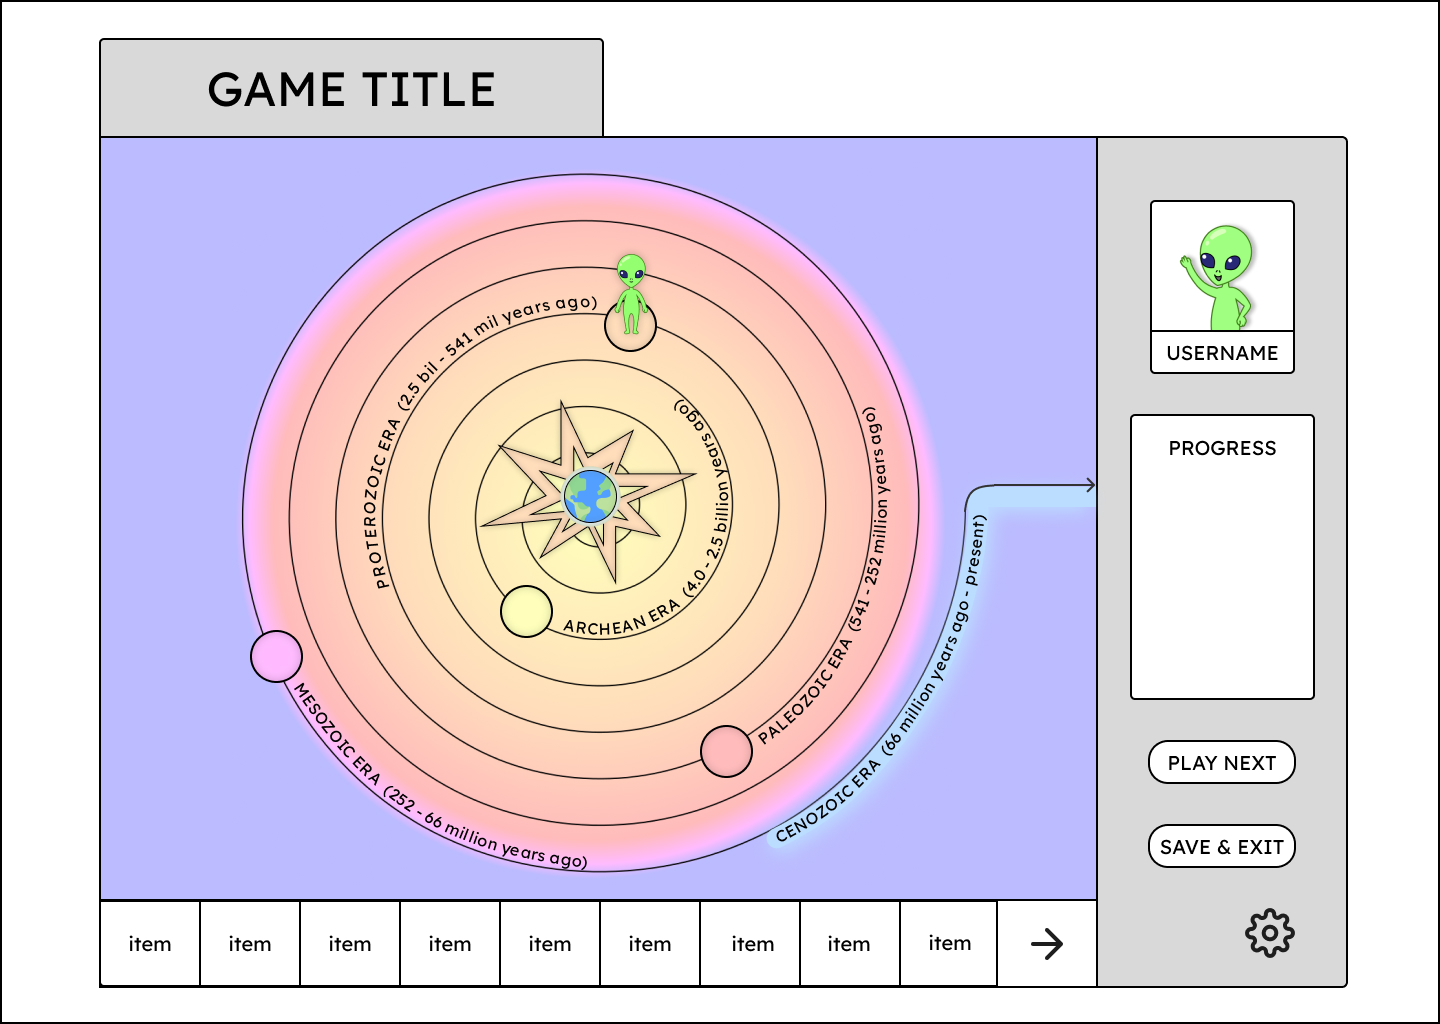 GAME TITLE
PROTEROZOIC ERA (2.5 bil - 541 mil years ago)
ARCHEAN ERA (4.0 - 2.5 billion years ago)
PALEOZOIC ERA (541 - 252 million years ago)
MESOZOIC ERA (252 - 66 million years ago)
CENOZOIC ERA (66 million years ago - present)
USERNAME
PROGRESS
PLAY NEXT
SAVE & EXIT
item item item item item item item item item